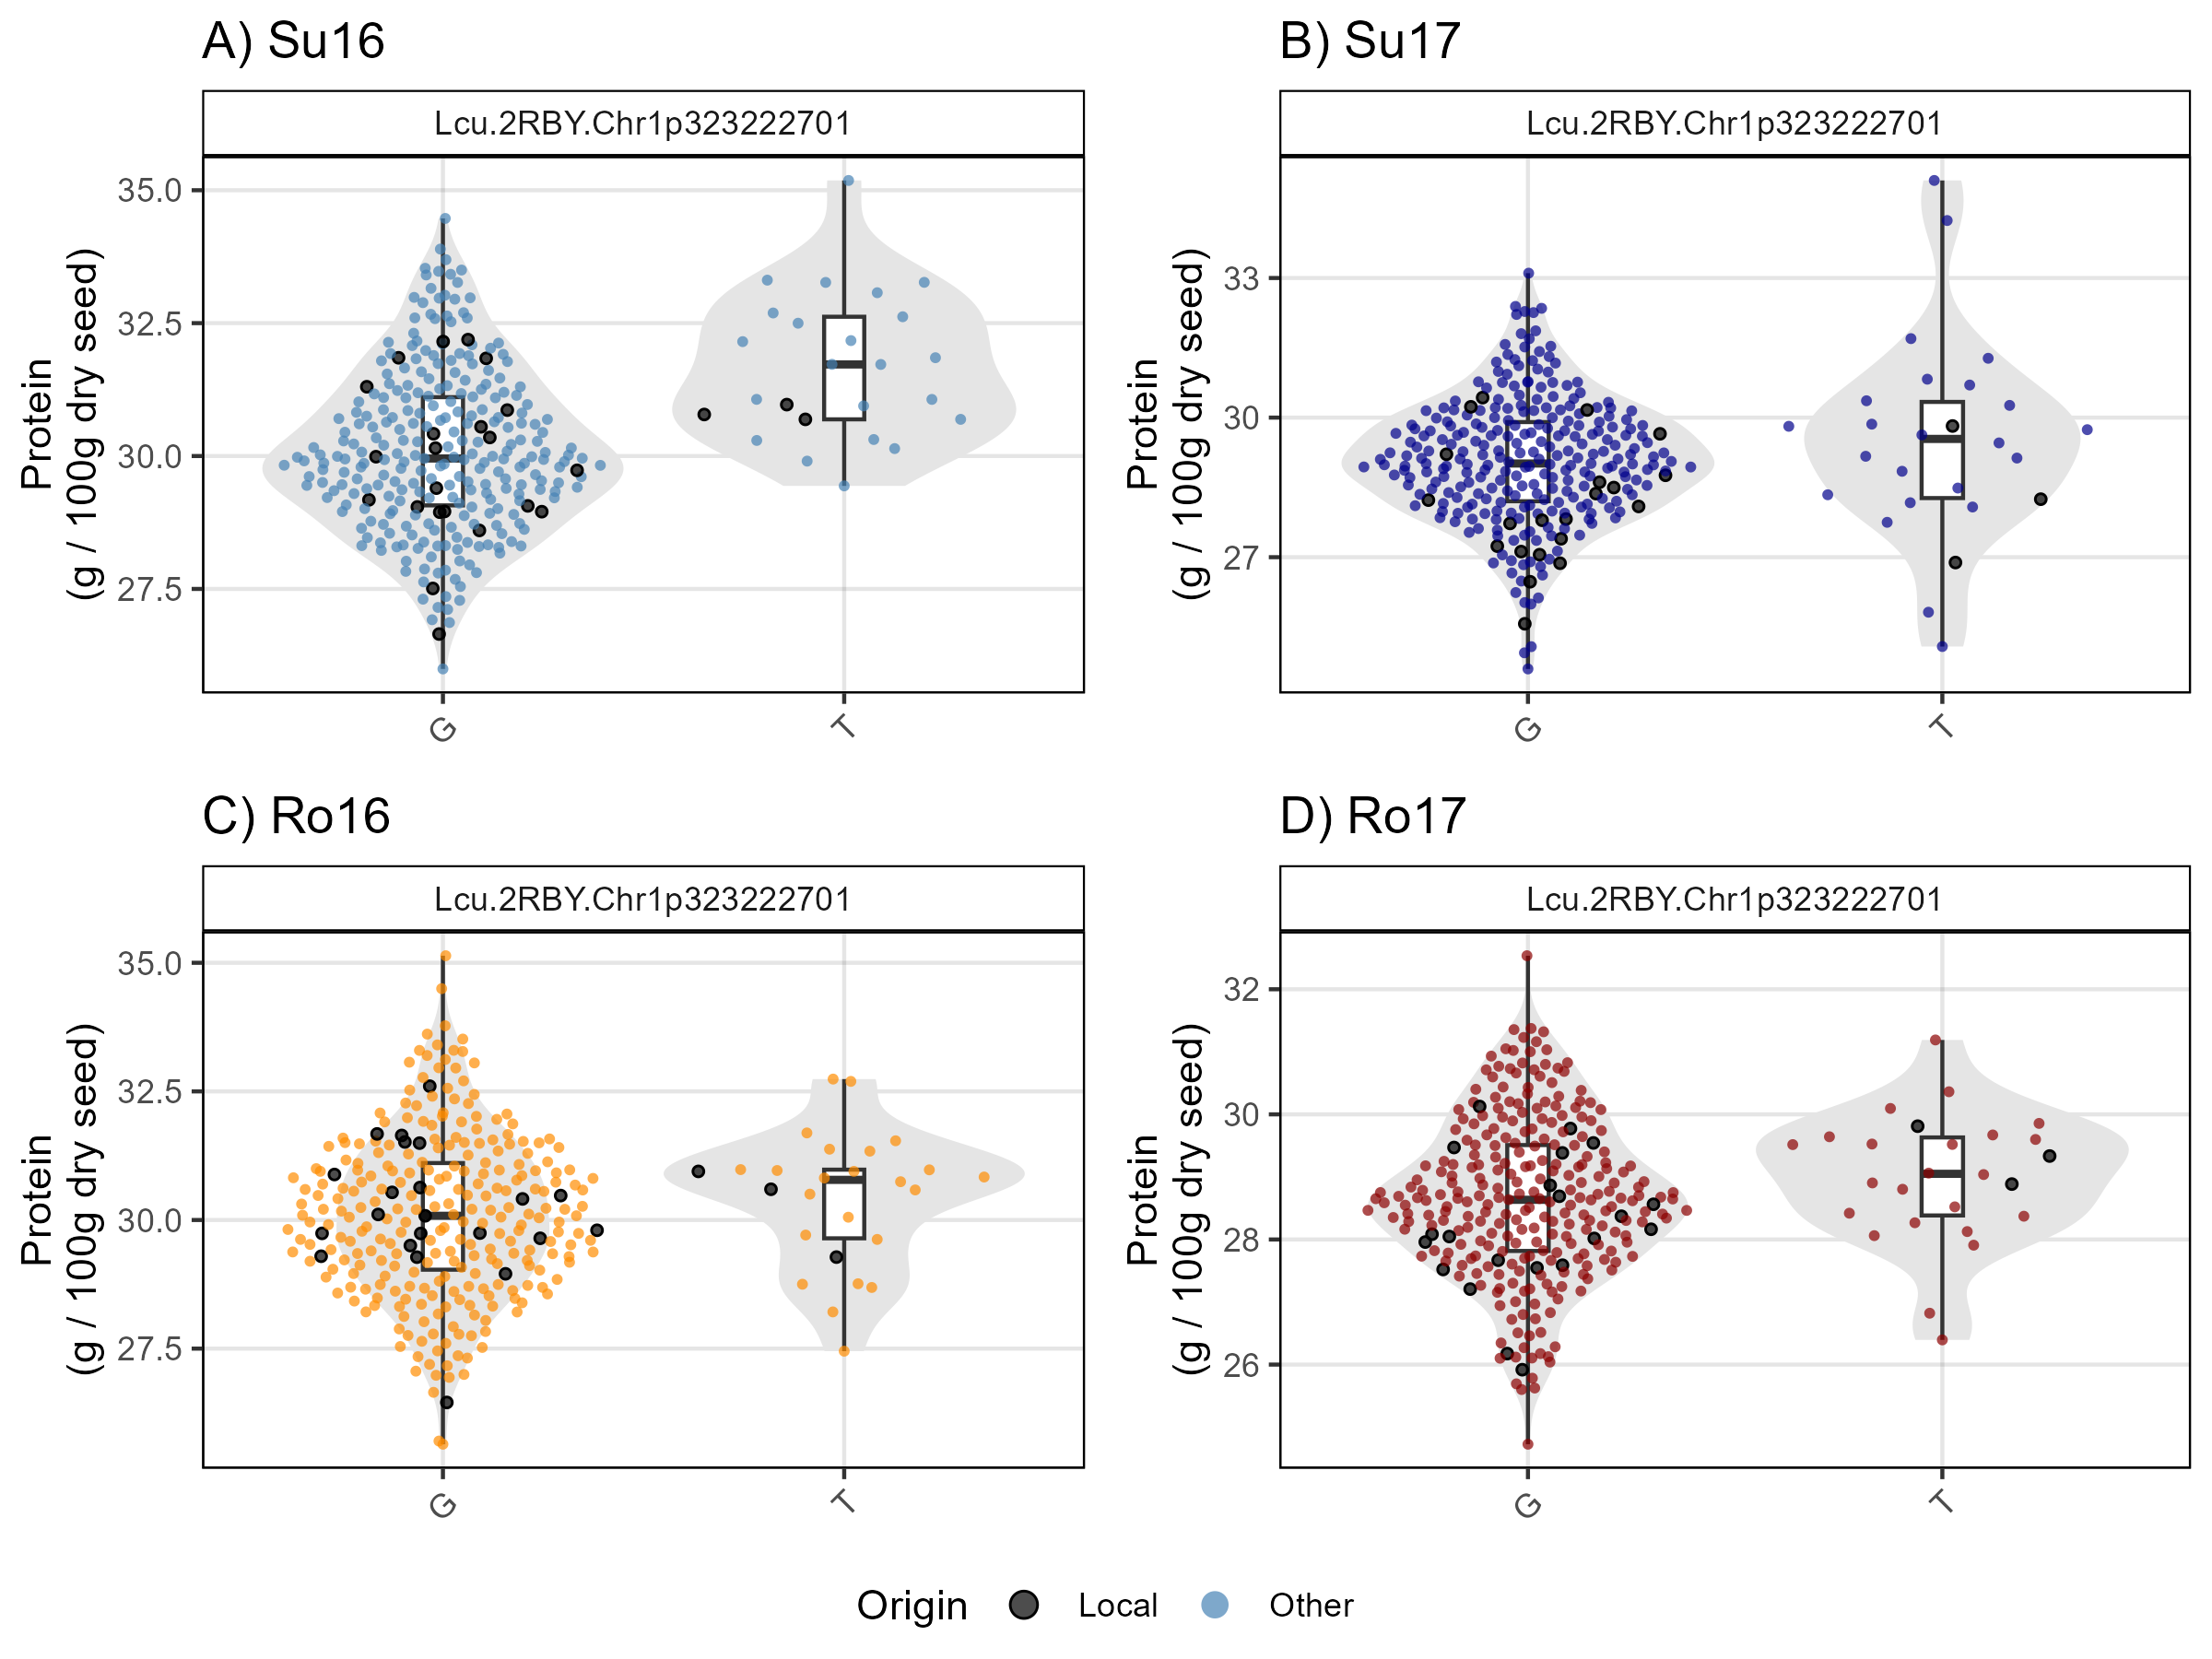 A) Su16
Lcu.2RBY.Chr1p323222701
Protein
(g / 100g dry seed)
35.0
32.5
30.0
27.5
G
T
B) Su17
Lcu.2RBY.Chr1p323222701
Protein
(g / 100g dry seed)
33
30
27
G
T
C) Ro16
Lcu.2RBY.Chr1p323222701
Protein
(g / 100g dry seed)
35.0
32.5
30.0
27.5
G
T
D) Ro17
Lcu.2RBY.Chr1p323222701
Protein
(g / 100g dry seed)
32
30
28
26
G
T
Origin Local Other